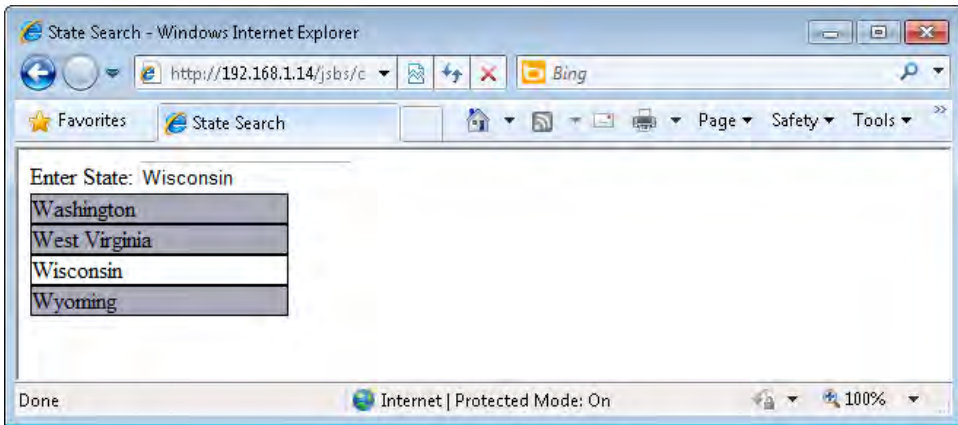 State Search - Windows Internet Explorer
http://192.168.1.14/jsbs/c
Bing
Favorites State Search Page Safety Tools
Enter State: Wisconsin
Washington
West Virginia
Wisconsin
Wyoming
Done Internet | Protected Mode: On 100%